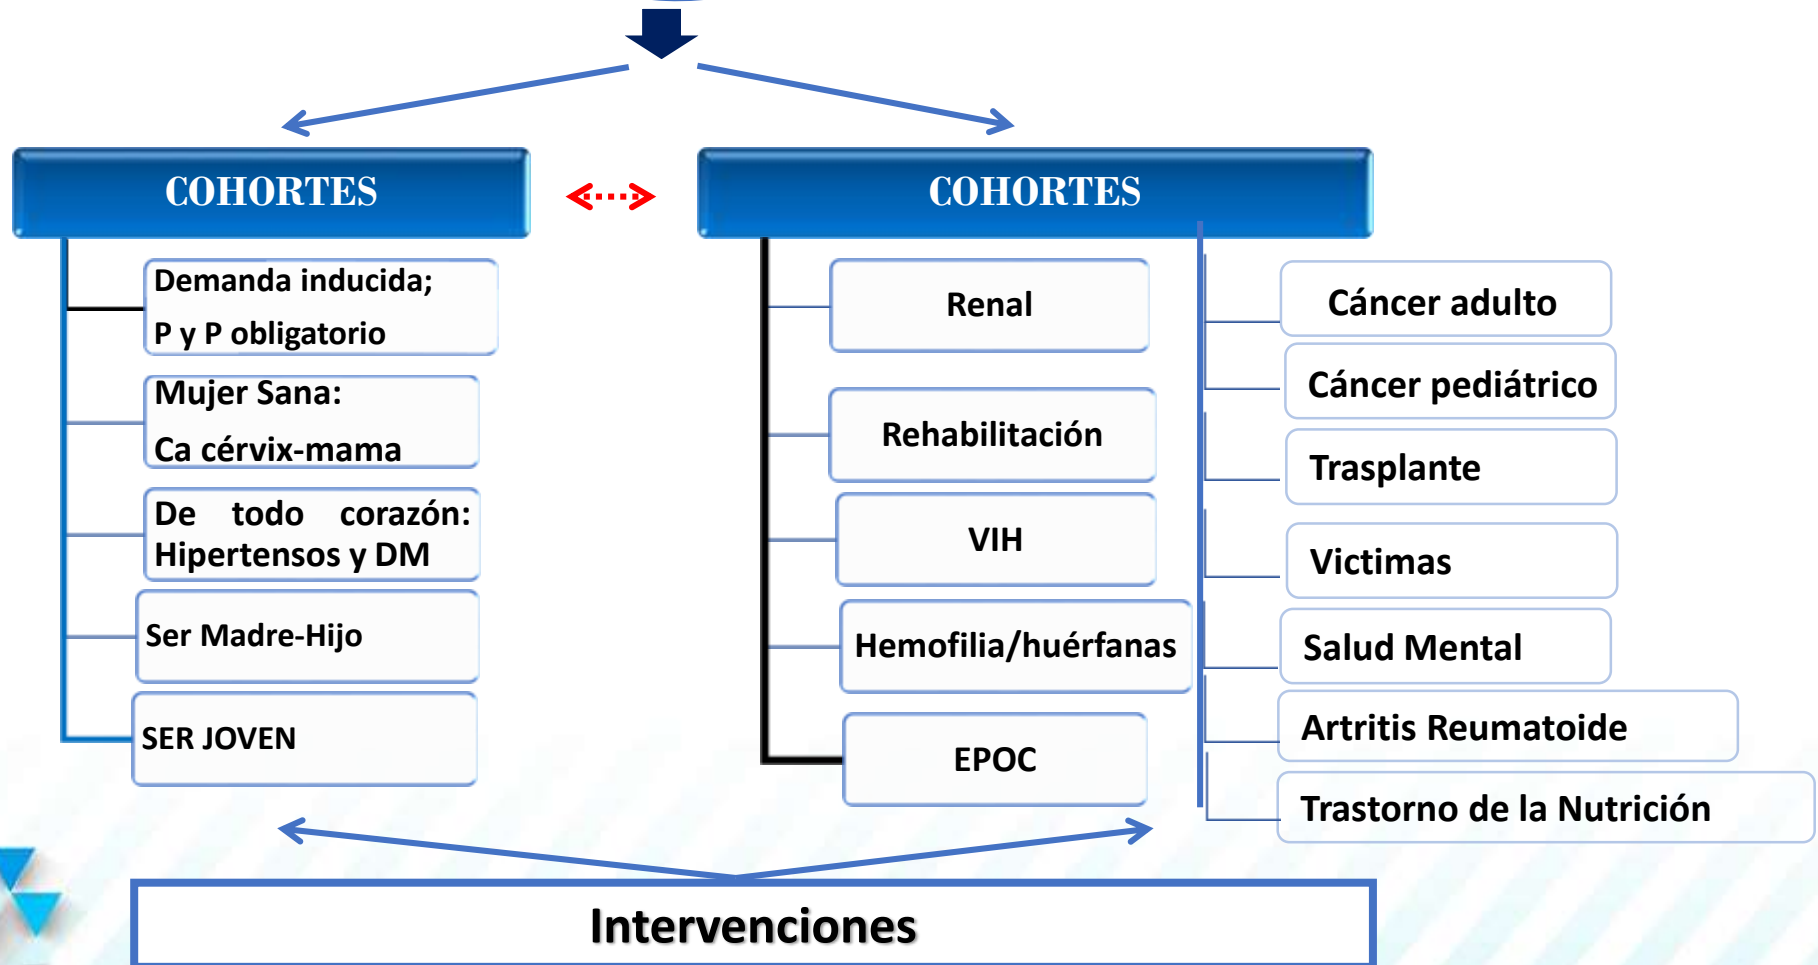 COHORTES
Demanda inducida;
P y P obligatorio
Mujer Sana:
Ca cérvix-mama
De todo corazón:
Hipertensos y DM
Ser Madre-Hijo
SER JOVEN
COHORTES
Renal
Rehabilitación
VIH
Hemofilia/huérfanas
EPOC
Cáncer adulto
Cáncer pediátrico
Trasplante
Victimas
Salud Mental
Artritis Reumatoide
Trastorno de la Nutrición
Intervenciones